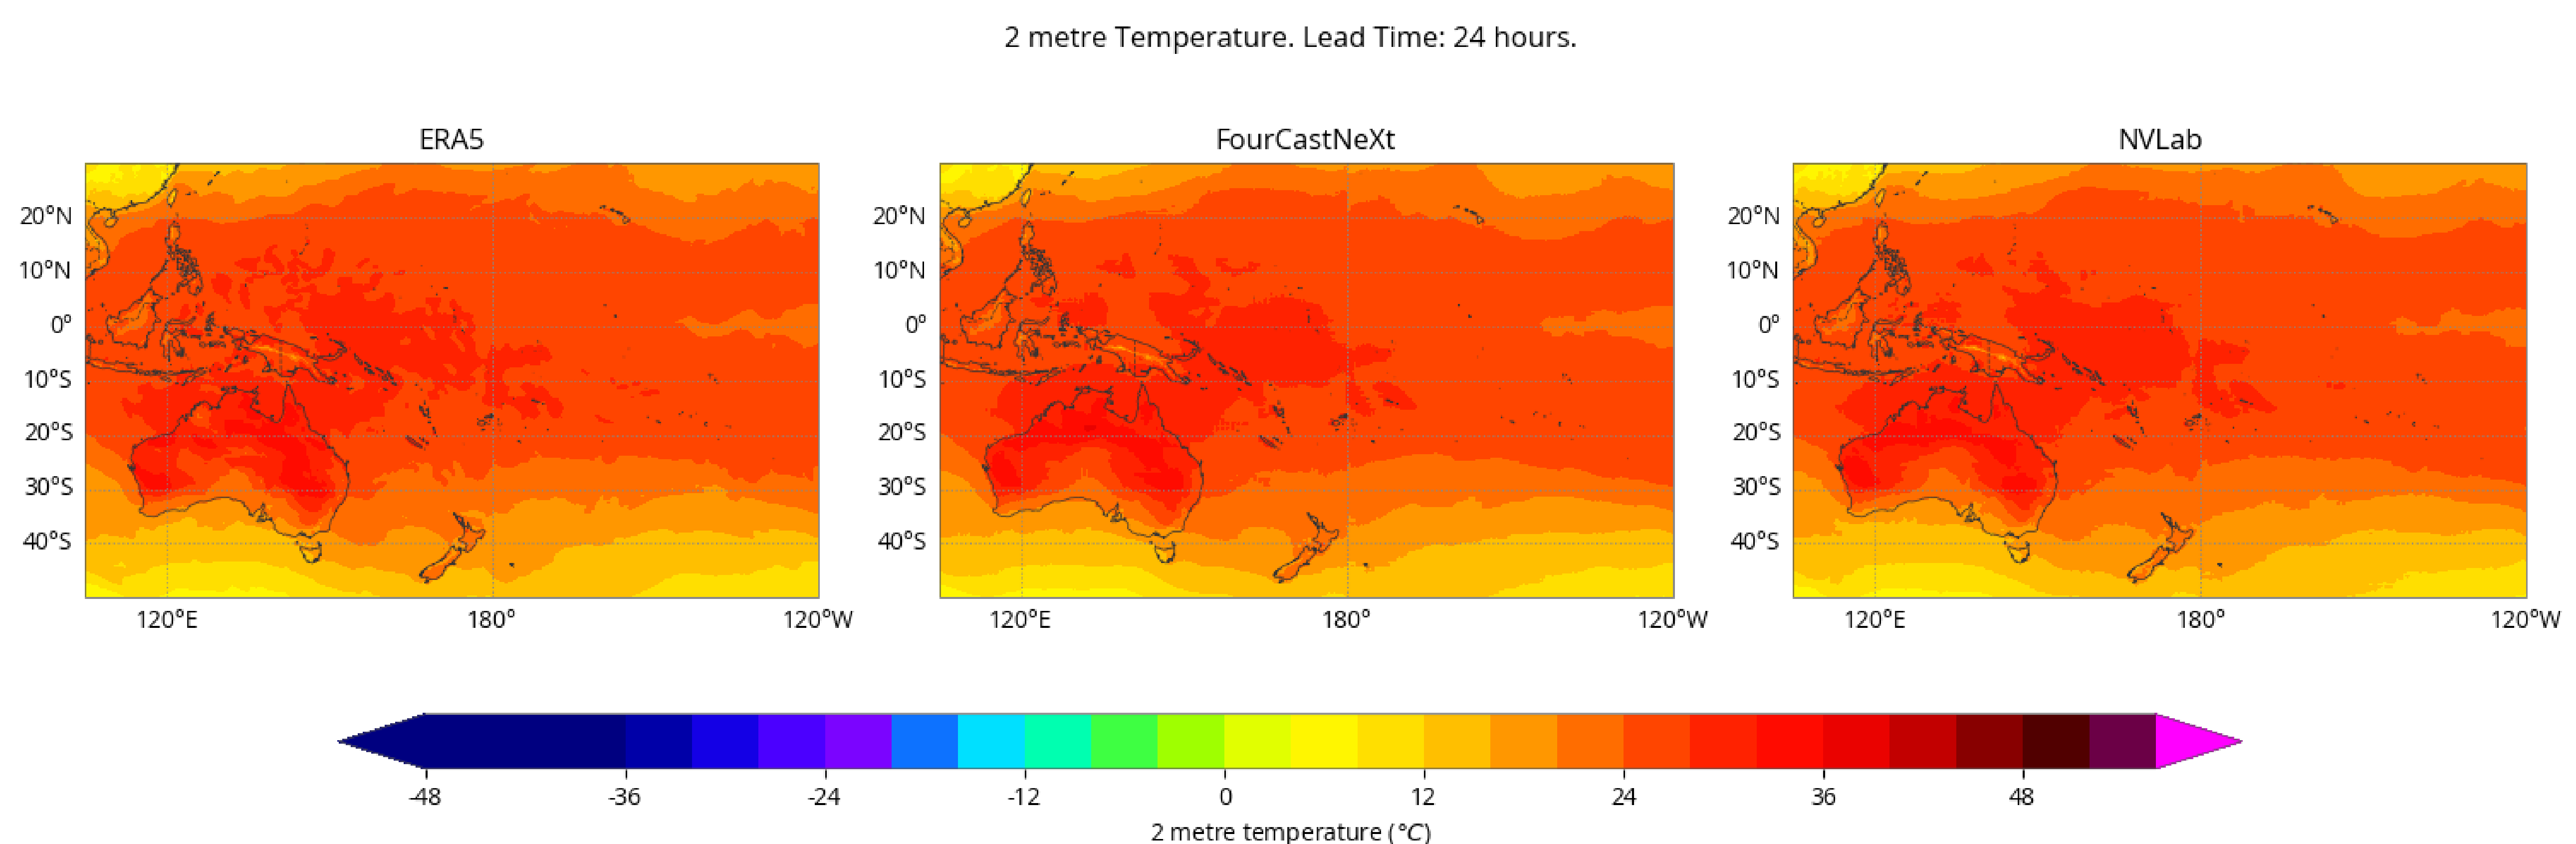 2 metre Temperature. Lead Time: 24 hours.
ERA5 FourCastNeXt NVLab
20°N 20°N 20°N
10°N 10°N 10°N
0° 0° 0°
10°S 10°S 10°S
20°S 20°S 20°S
30°S 30°S 30°S
40°S 40°S 40°S
120°E 180° 120°W 120°E 180° 120°W 120°E 180° 120°W
-48 -36 -24 -12 0 12 24 36 48
2 metre temperature (°C)